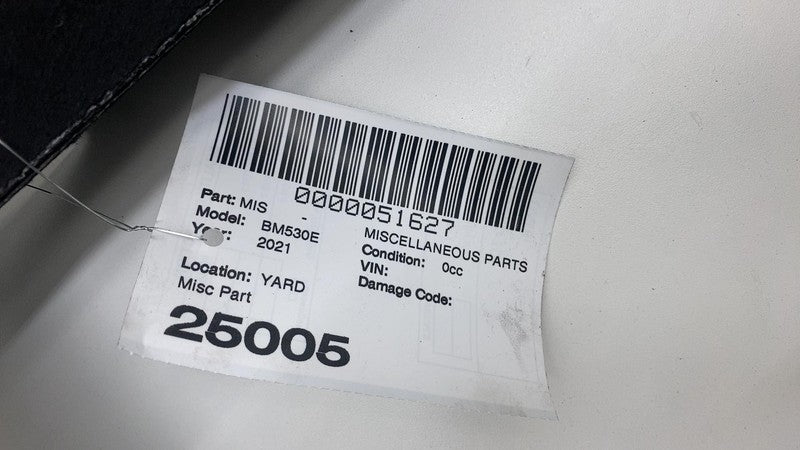 0000051627
Part: MIS - MISCELLANEOUS PARTS
Model: BM530E Condition: 0cc
Year: 2021 VIN:
Damage Code:
Location: YARD
Misc Part
25005